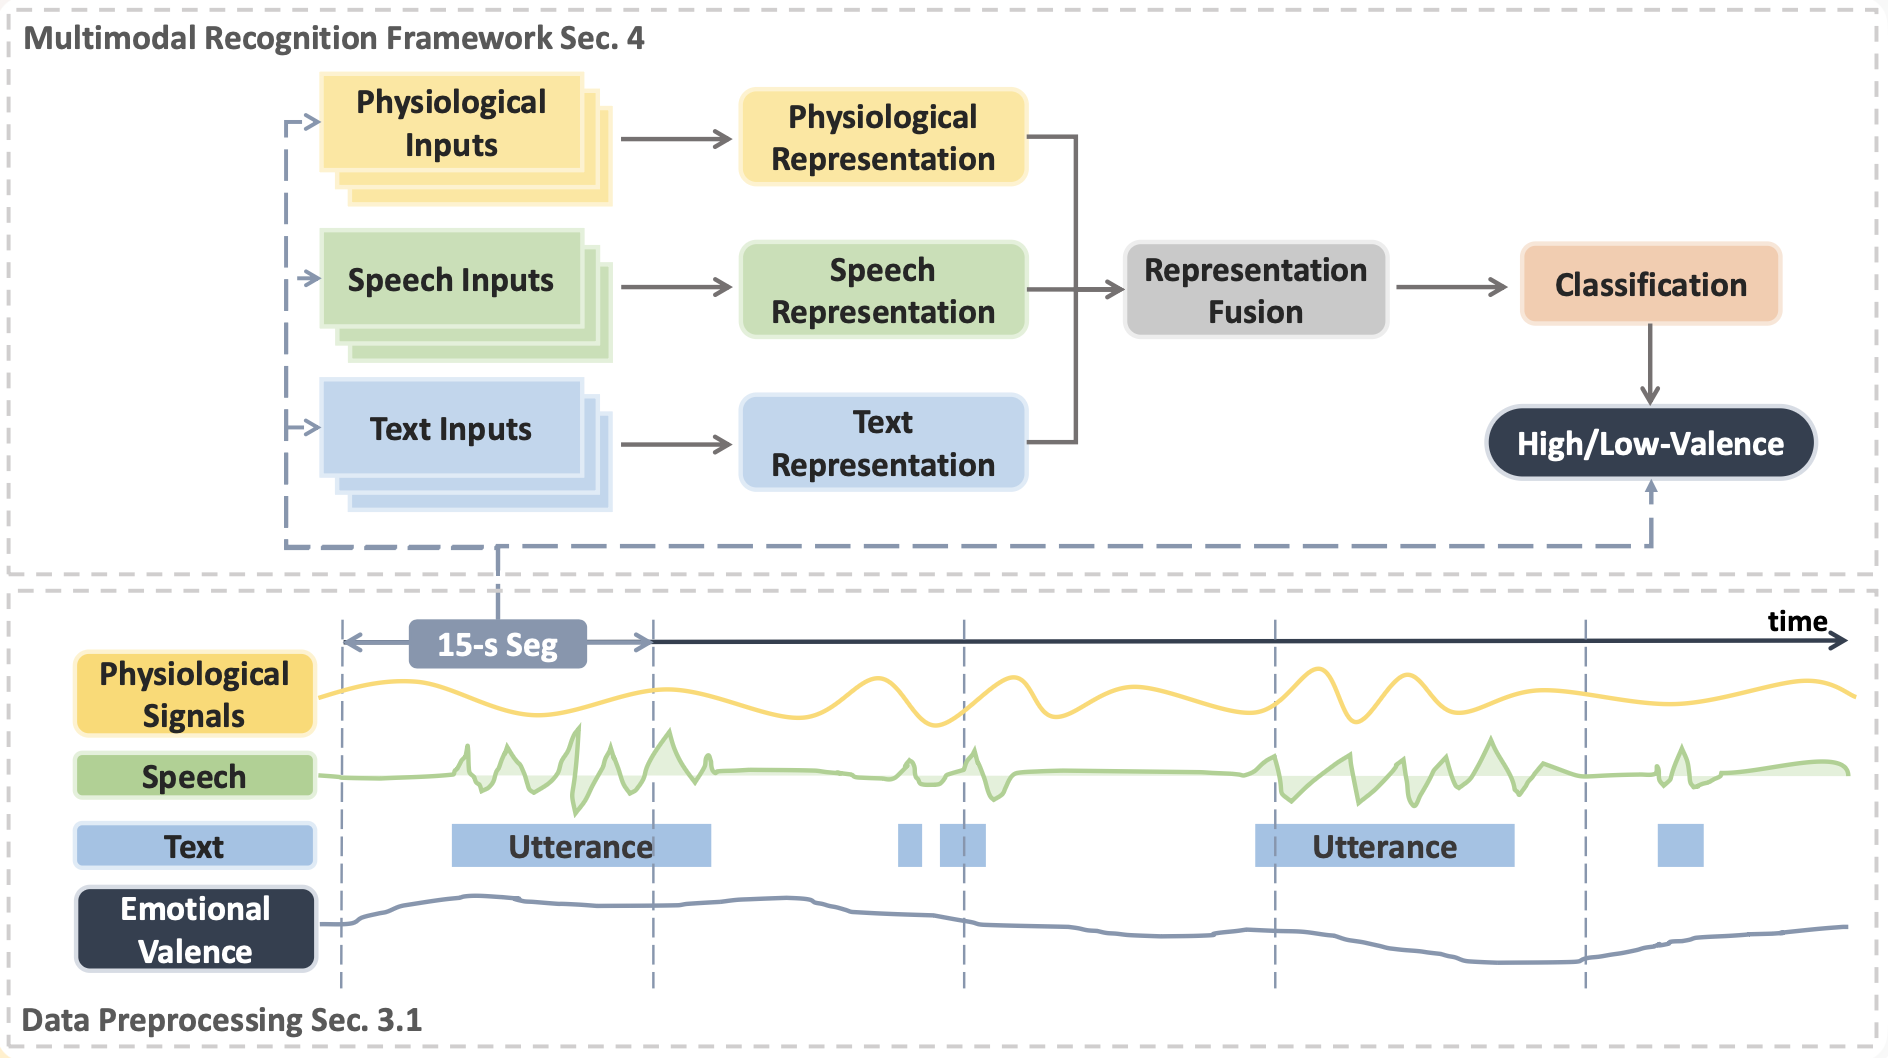 Multimodal Recognition Framework Sec. 4
Physiological
Inputs
Physiological
Representation
Speech Inputs
Speech
Representation
Representation
Fusion
Classification
Text Inputs
Text
Representation
High/Low-Valence
time
15-s Seg
Physiological
Signals
Speech
Text
Utterance
Utterance
Emotional
Valence
Data Preprocessing Sec. 3.1